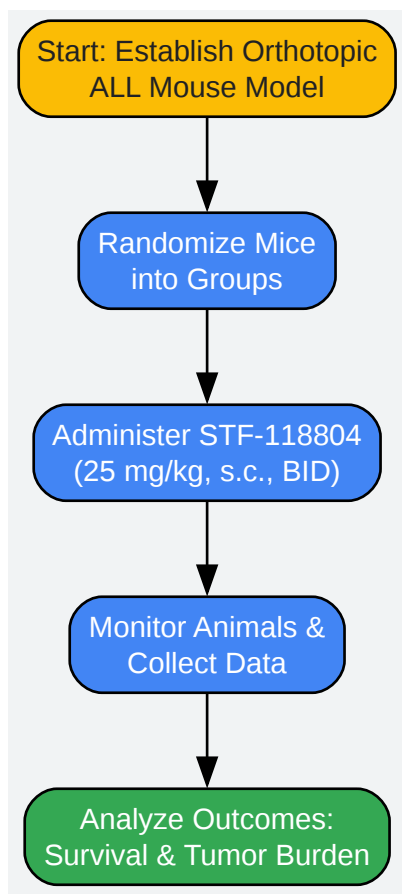 Start: Establish Orthotopic
ALL Mouse Model
Randomize Mice
into Groups
Administer STF-118804
(25 mg/kg, s.c., BID)
Monitor Animals &
Collect Data
Analyze Outcomes:
Survival & Tumor Burden